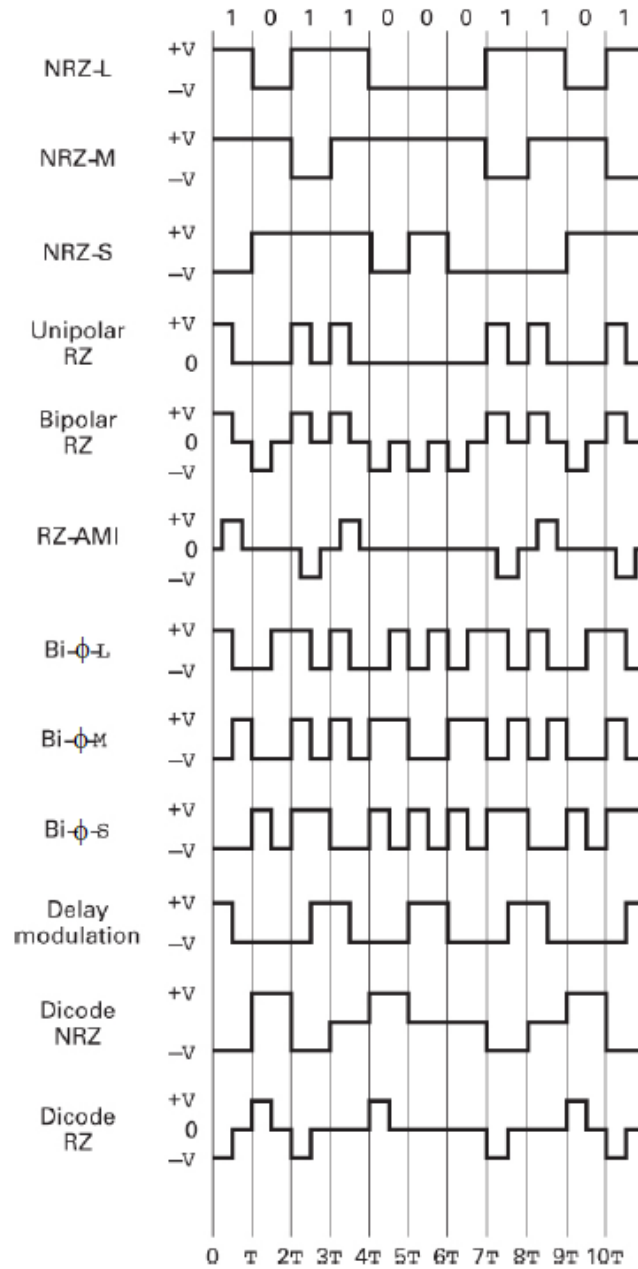 1 0 1 1 0 0 0 1 1 0 1
+V
NRZ-L
−V
+V
NRZ-M
−V
+V
NRZ-S
−V
+V
Unipolar
RZ
0
+V
Bipolar
RZ
0
−V
+V
RZ-AMI
0
−V
+V
Bi-ϕ-L
−V
+V
Bi-ϕ-M
−V
+V
Bi-ϕ-S
−V
+V
Delay
modulation
−V
+V
Dicode
NRZ
−V
+V
Dicode
RZ
0
−V
0 T 2T 3T 4T 5T 6T 7T 8T 9T 10T